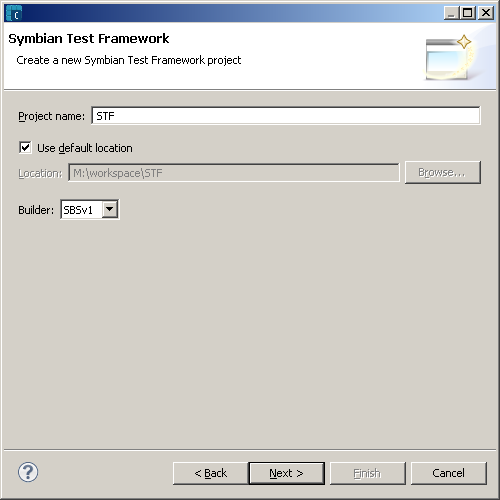 Symbian Test Framework
Create a new Symbian Test Framework project
Project name: STF
Use default location
Location: M:\workspace\STF Browse...
Builder: SBSv1
? < Back Next > Finish Cancel